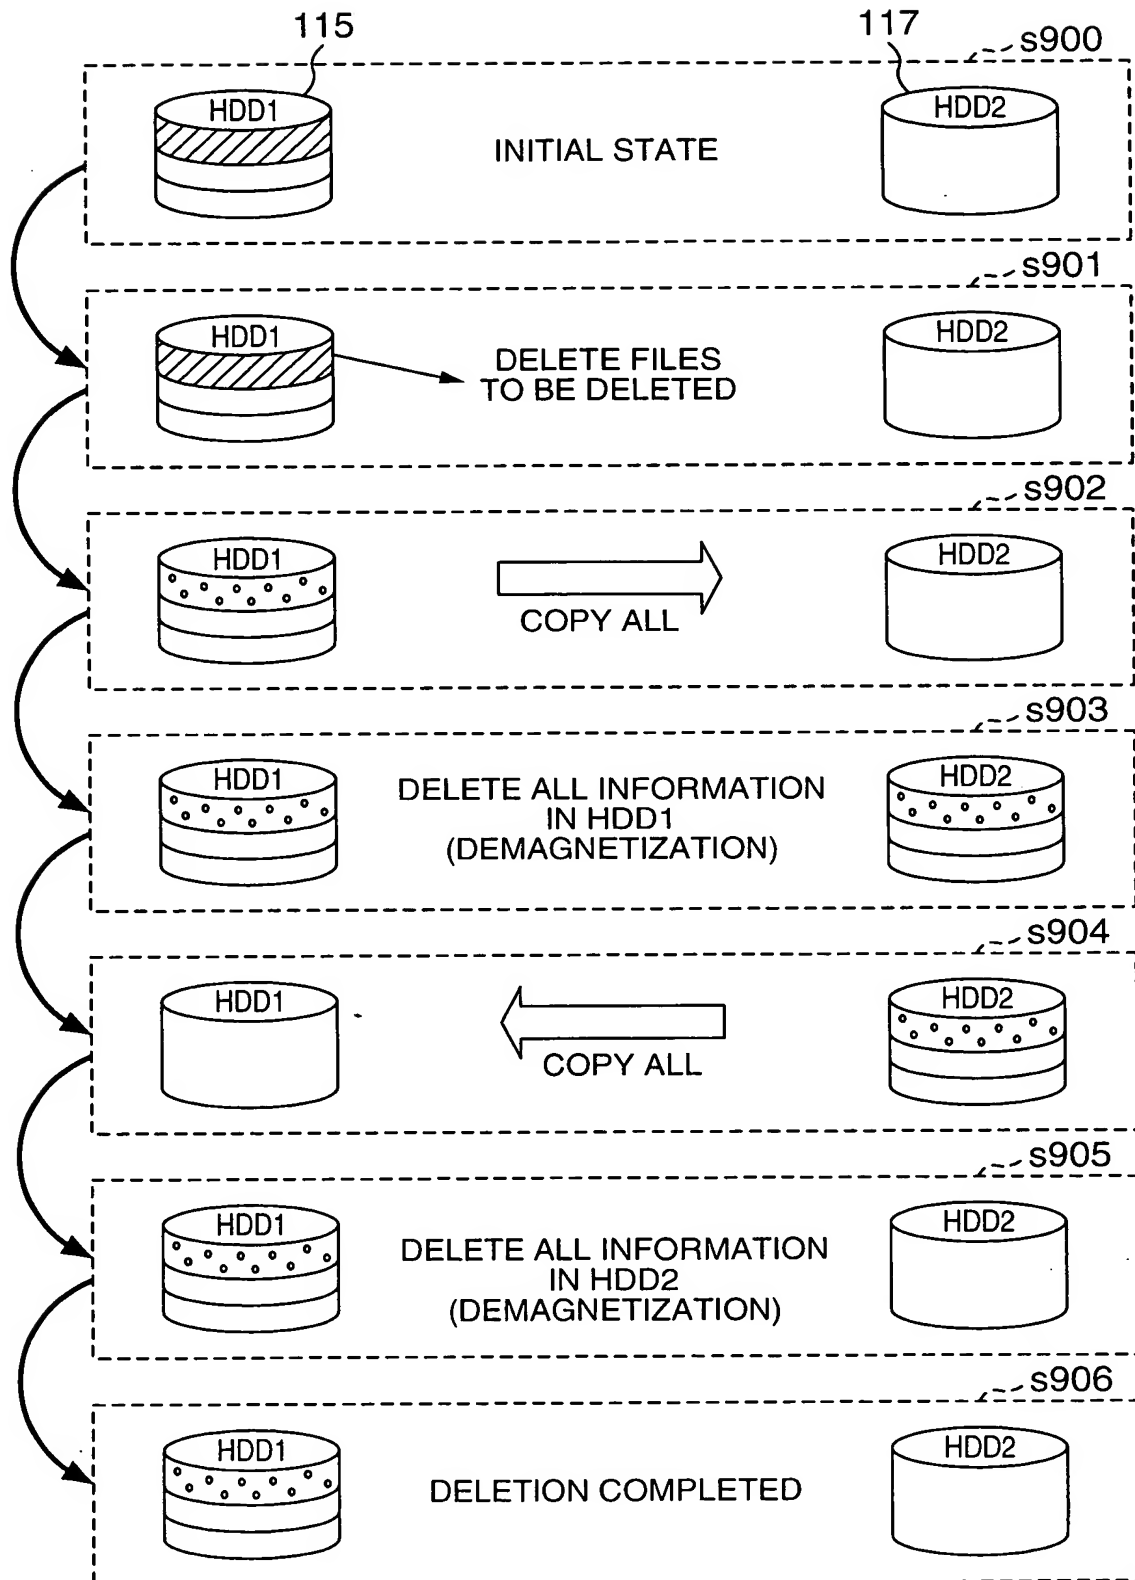 115
117
s900
HDD1
INITIAL STATE
HDD2
s901
HDD1
DELETE FILES
TO BE DELETED
HDD2
s902
HDD1
COPY ALL
HDD2
s903
HDD1
DELETE ALL INFORMATION
IN HDD1
(DEMAGNETIZATION)
HDD2
s904
HDD1
COPY ALL
HDD2
s905
HDD1
DELETE ALL INFORMATION
IN HDD2
(DEMAGNETIZATION)
HDD2
s906
HDD1
DELETION COMPLETED
HDD2